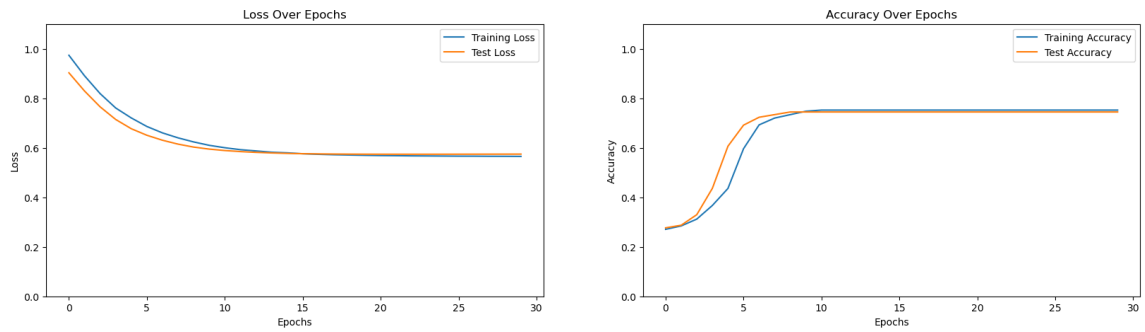 Loss Over Epochs
1.0
0.8
0.6
0.4
0.2
0.0
Loss
0 5 10 15 20 25 30
Epochs
Training Loss
Test Loss
Accuracy Over Epochs
1.0
0.8
0.6
0.4
0.2
0.0
Accuracy
0 5 10 15 20 25 30
Epochs
Training Accuracy
Test Accuracy